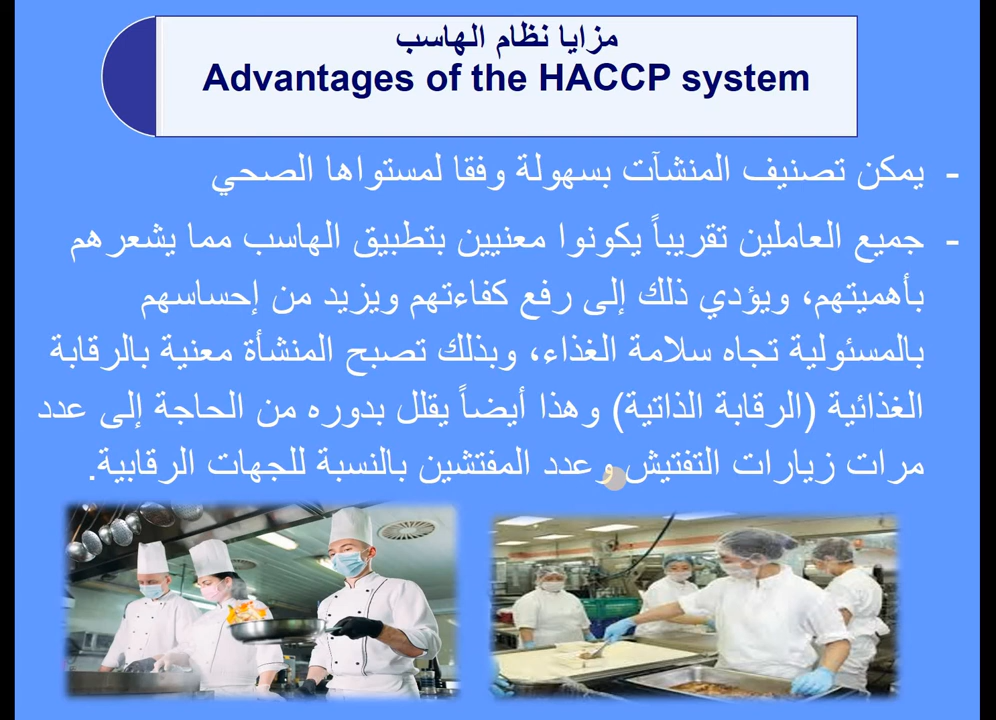 مزايا نظام الهاسب
Advantages of the HACCP system
- يمكن تصنيف المنشآت بسهولة وفقا لمستواها الصحي
- جميع العاملين تقريباً يكونوا معنيين بتطبيق الهاسب مما يشعرهم
بأهميتهم، ويؤدي ذلك إلى رفع كفاءتهم ويزيد من إحساسهم
بالمسئولية تجاه سلامة الغذاء، وبذلك تصبح المنشأة معنية بالرقابة
الغذائية (الرقابة الذاتية) وهذا أيضاً يقلل بدوره من الحاجة إلى عدد
مرات زيارات التفتيش وعدد المفتشين بالنسبة للجهات الرقابية.